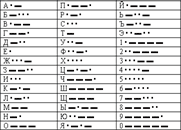 А •— П •——• Й •———
Б —••• Р •—• Ь —••—
В •—— С ••• Ъ —••—
Г ——• Т — Э ••—••
Д —•• У ••— 1 •————
Е • Ф ••—• 2 ••———
Ж •••— Х •••• 3 •••——
З ——•• Ц —•—• 4 ••••—
И •• Ч ———• 5 •••••
К —•— Ш ———— 6 —••••
Л •—•• Щ ——•— 7 ——•••
М —— Ы —•—— 8 ———••
Н —• Ю ••—— 9 ————•
О ——— Я •—•— 0 —————